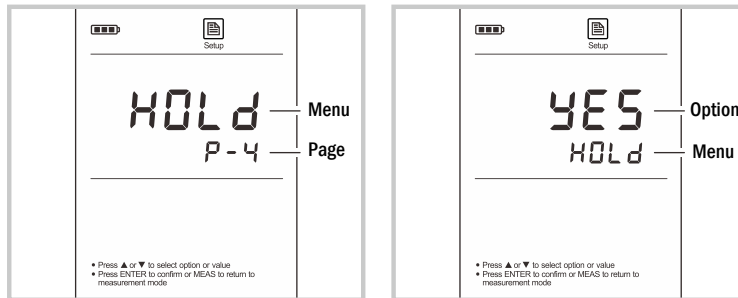 Setup
HOLd
Menu
P-4
Page
• Press ▲ or ▼ to select option or value
• Press ENTER to confirm or MEAS to return to
measurement mode
Setup
YES
Option
HOLd
Menu
• Press ▲ or ▼ to select option or value
• Press ENTER to confirm or MEAS to return to
measurement mode